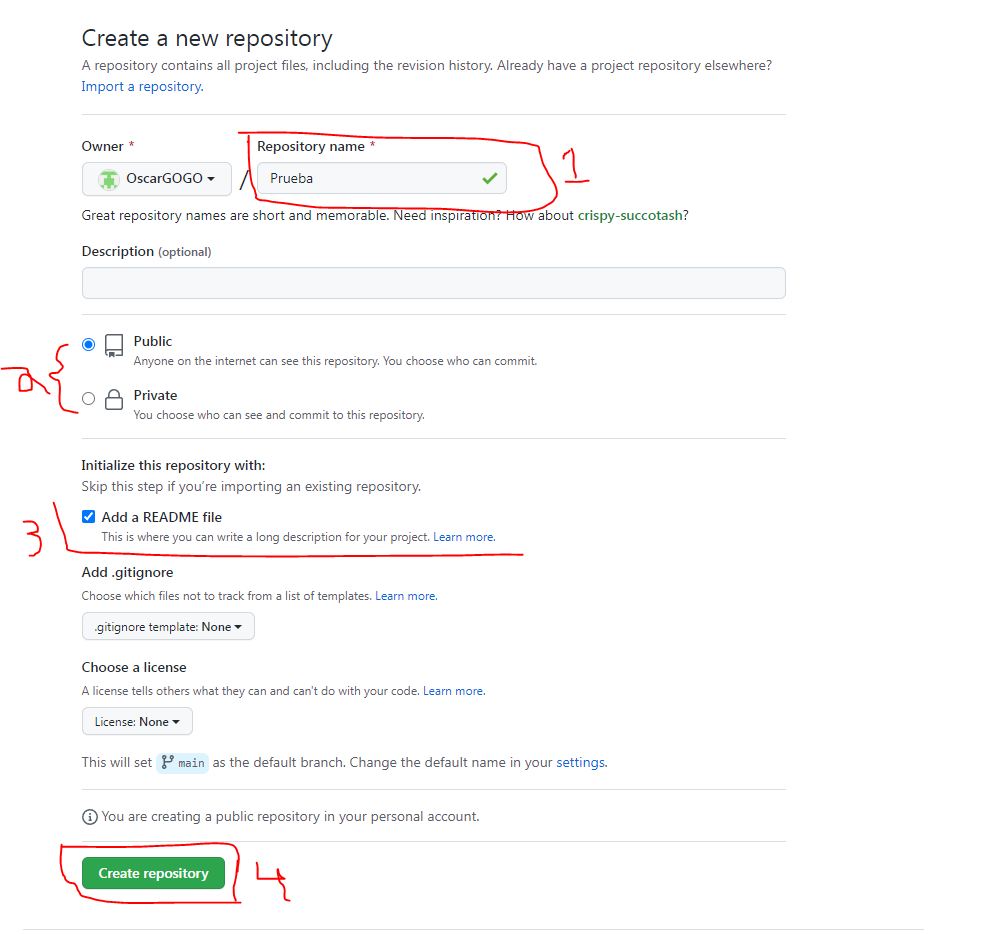 Create a new repository
A repository contains all project files, including the revision history. Already have a project repository elsewhere?
Import a repository.
Owner * Repository name *
OscarGOGO / Prueba 1
Great repository names are short and memorable. Need inspiration? How about crispy-succotash?
Description (optional)
Public
Anyone on the internet can see this repository. You choose who can commit.
Private
You choose who can see and commit to this repository.
Initialize this repository with:
Skip this step if you're importing an existing repository.
Add a README file
3 This is where you can write a long description for your project. Learn more.
Add .gitignore
Choose which files not to track from a list of templates. Learn more.
.gitignore template: None
Choose a license
A license tells others what they can and can't do with your code. Learn more.
License: None
This will set main as the default branch. Change the default name in your settings.
You are creating a public repository in your personal account.
Create repository 4